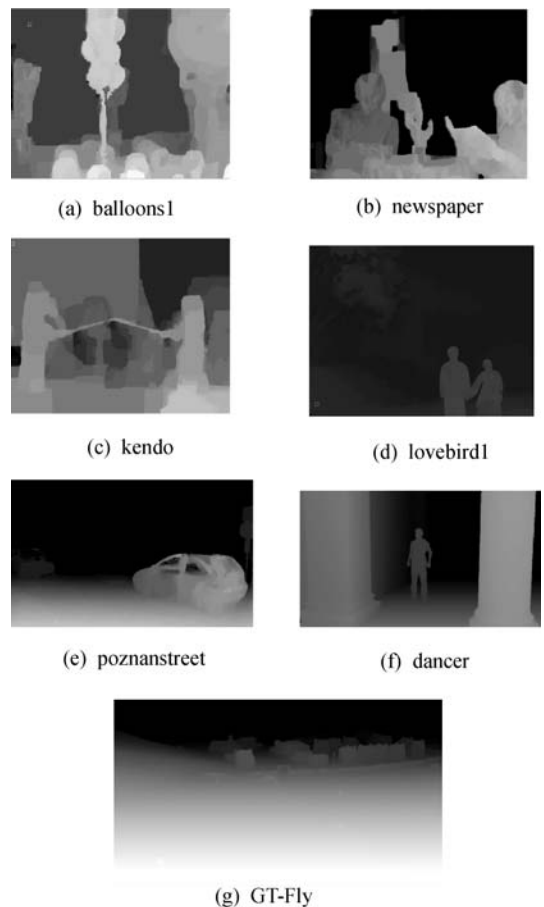 (a) balloons1
(b) newspaper
(c) kendo
(d) lovebird1
(e) poznanstreet
(f) dancer
(g) GT-Fly